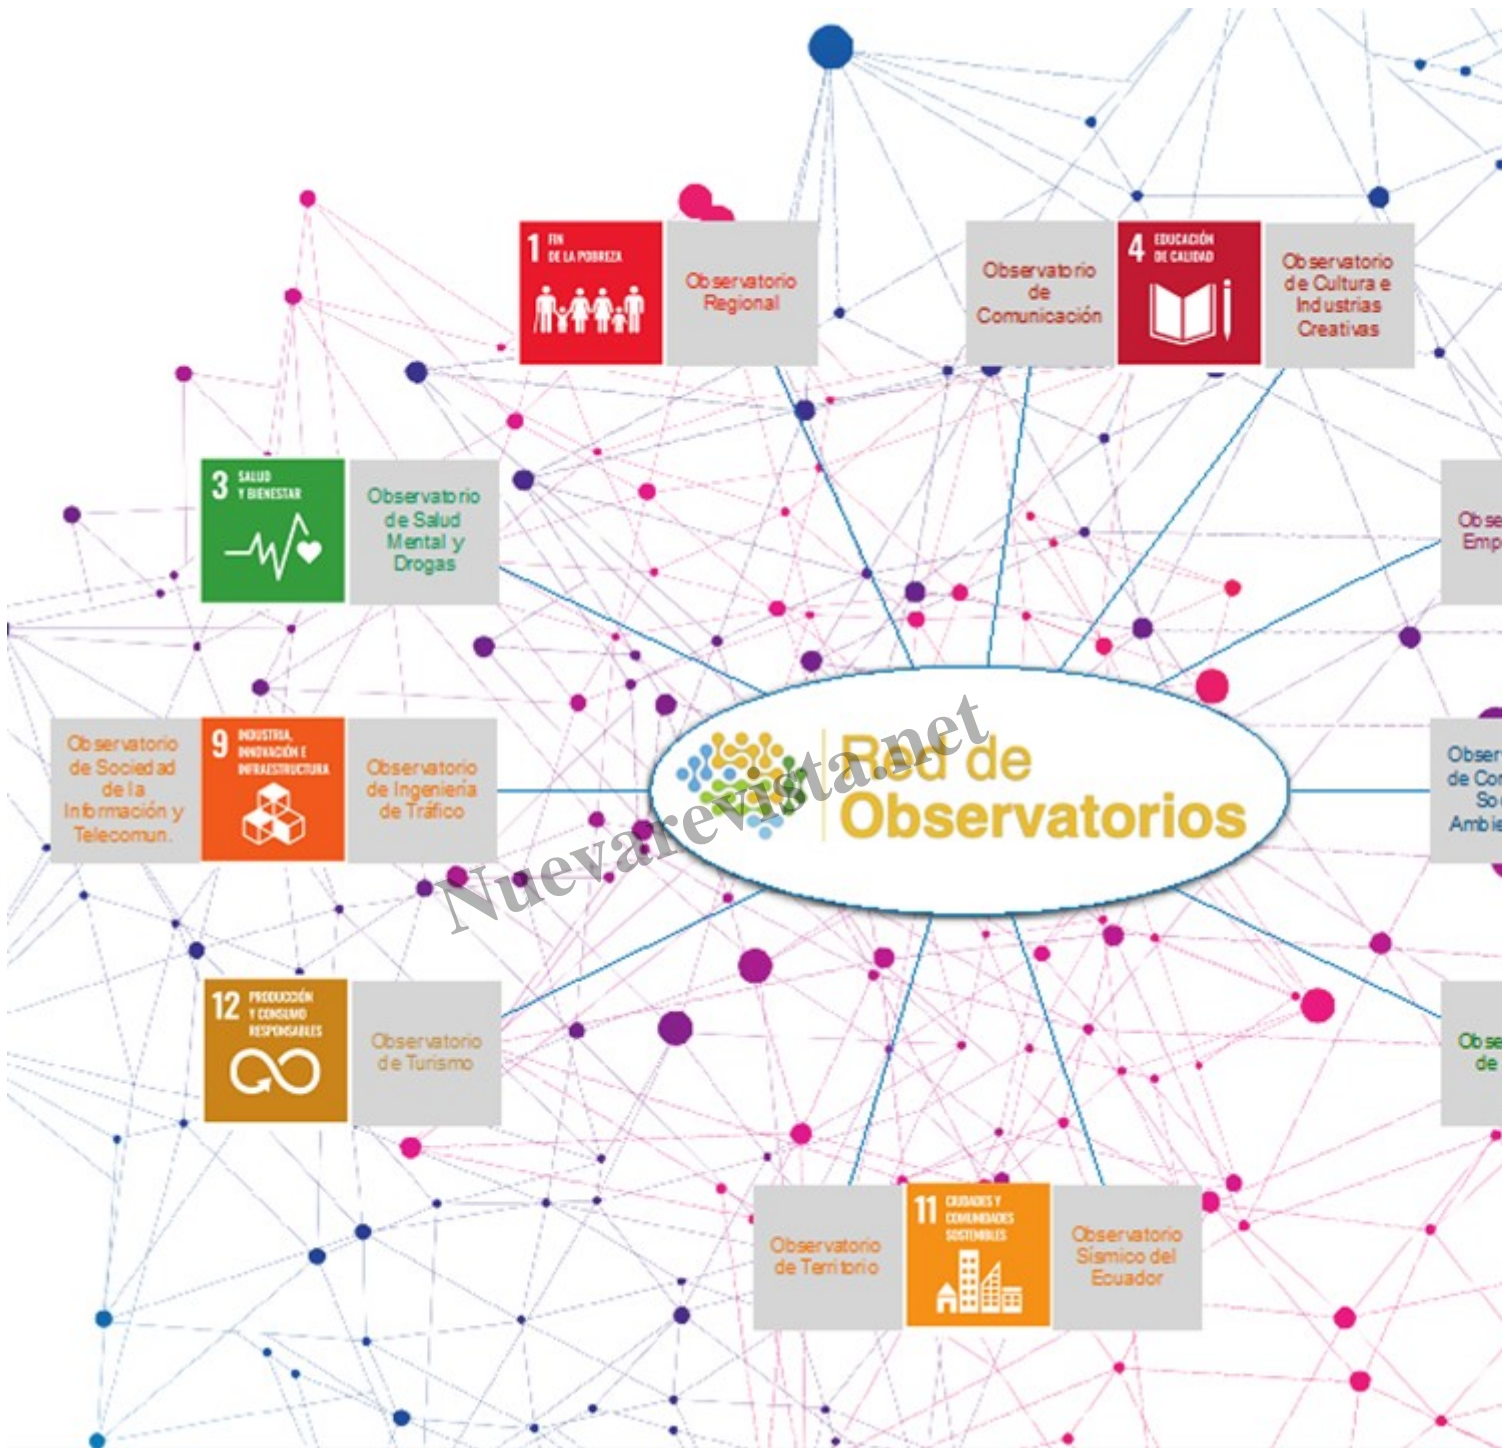 1 FIN
DE LA POBREZA
Observatorio
Regional
Observatorio
de
Comunicación
4 EDUCACIÓN
DE CALIDAD
Observatorio
de Cultura e
Industrias
Creativas
3 SALUD
Y BIENESTAR
Observatorio
de Salud
Mental y
Drogas
Observatorio
de Sociedad
de la
Información y
Telecomun.
9 INDUSTRIA,
INNOVACIÓN E
INFRAESTRUCTURA
Observatorio
de Ingeniería
de Tráfico
Red de
Observatorios
Nuevarevista.net
12 PRODUCCIÓN
Y CONSUMO
RESPONSABLES
Observatorio
de Turismo
de
Observatorio
de Territorio
11 CIUDADES Y
COMUNIDADES
SOSTENIBLES
Observatorio
Sísmico del
Ecuador